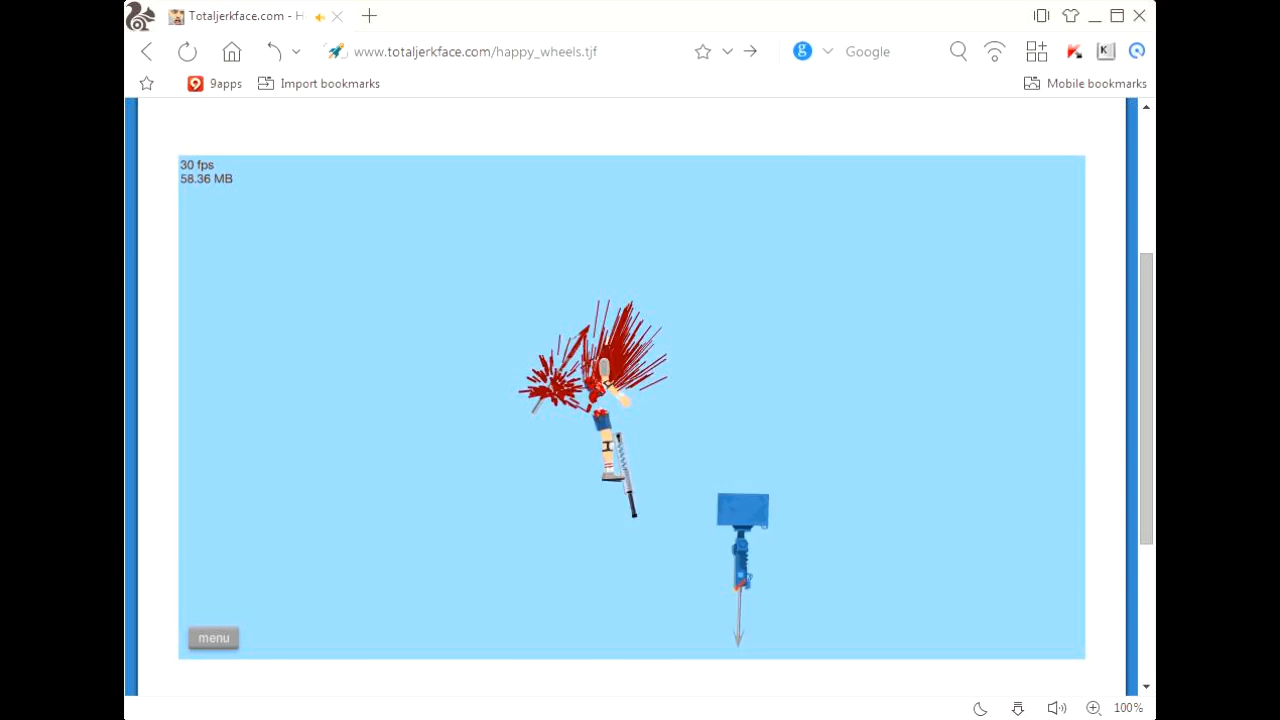 Totaljerkface.com - H
www.totaljerkface.com/happy_wheels.tjf
g
Google
K
9
9apps
Import bookmarks
Mobile bookmarks
30 fps
58.36 MB
menu
100%